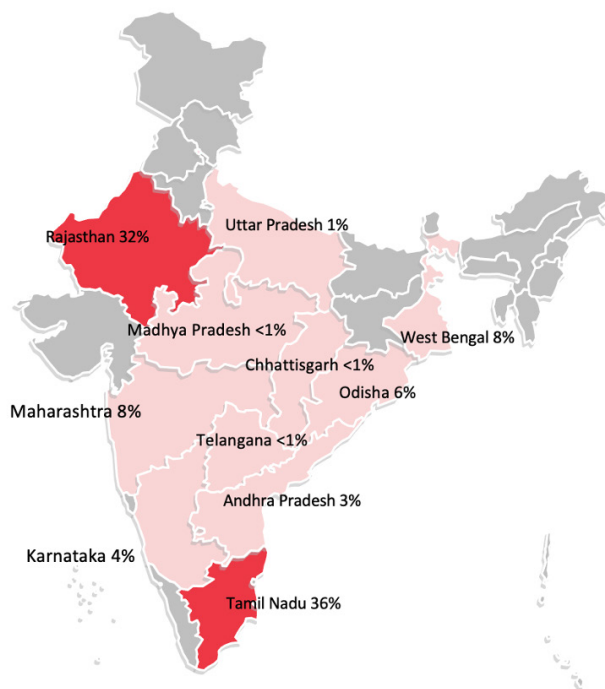 Uttar Pradesh 1%
Rajasthan 32%
Madhya Pradesh <1%
West Bengal 8%
Chhattisgarh <1%
Odisha 6%
Maharashtra 8%
Telangana <1%
Andhra Pradesh 3%
Karnataka 4%
Tamil Nadu 36%